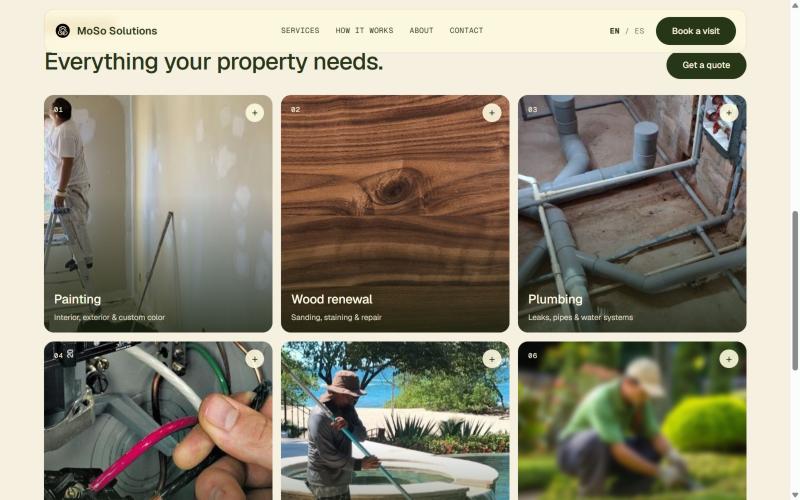 MoSo Solutions
SERVICES HOW IT WORKS ABOUT CONTACT
EN / ES
Book a visit
Everything your property needs.
Get a quote
01
+
02
+
03
+
Painting
Interior, exterior & custom color
Wood renewal
Sanding, staining & repair
Plumbing
Leaks, pipes & water systems
04
+
+
06
+